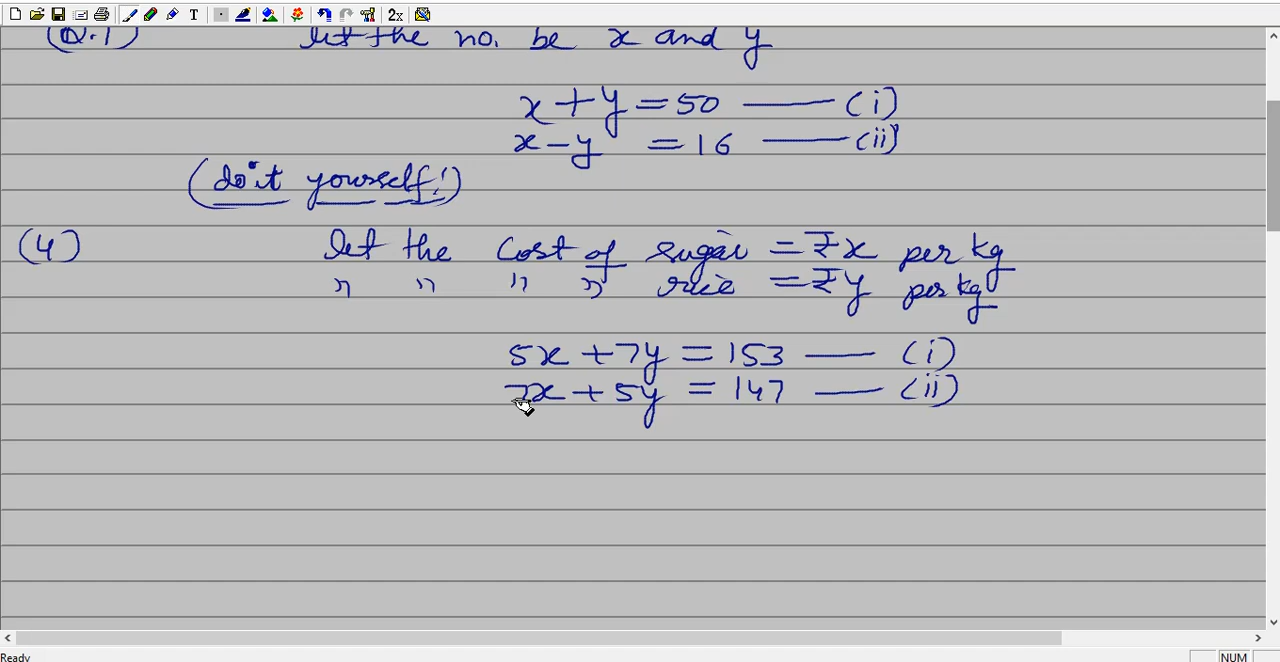 T 2x
(Q.1) let the no. be x and y
x + y = 50 —— (i)
x - y = 16 —— (ii)
(do it yourself!)
(4) let the cost of sugar = ₹x per kg
" " " " rice = ₹y per kg
5x + 7y = 153 —— (i)
7x + 5y = 147 —— (ii)
Ready NUM